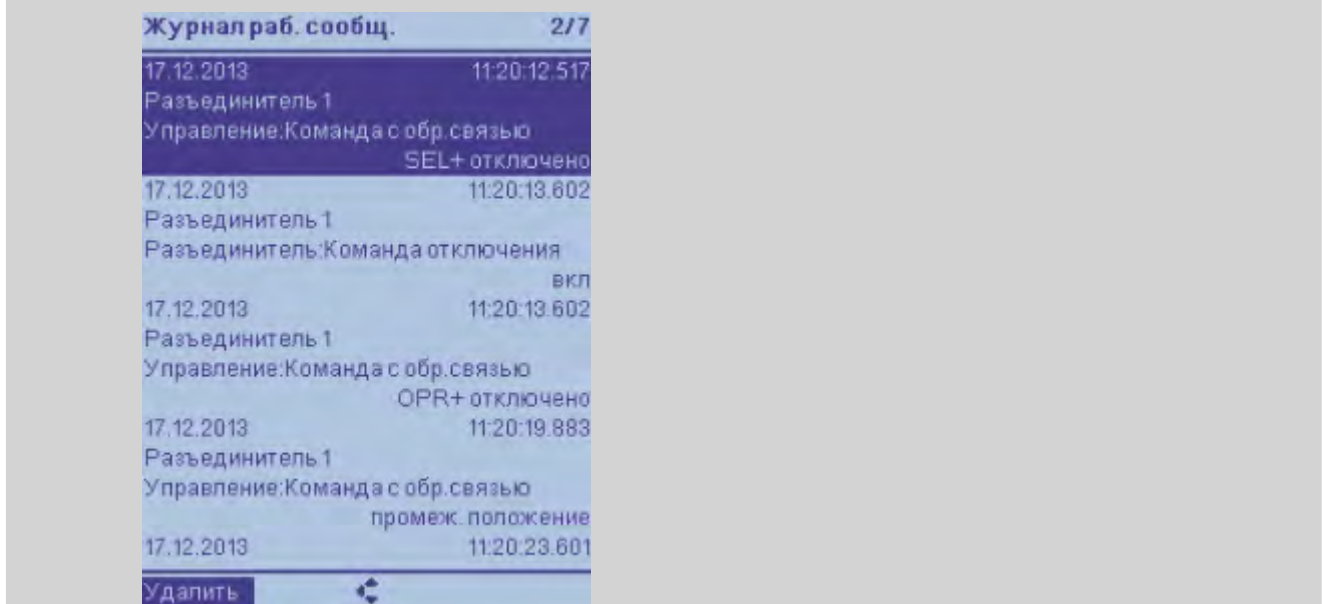 Журнал раб. сообщ. 2/7
17.12.2013 11:20:12.517
Разъединитель 1
Управление:Команда с обр.связью
SEL+ отключено
17.12.2013 11:20:13.602
Разъединитель 1
Разъединитель:Команда отключения
вкл
17.12.2013 11:20:13.602
Разъединитель 1
Управление:Команда с обр.связью
OPR+ отключено
17.12.2013 11:20:19.883
Разъединитель 1
Управление:Команда с обр.связью
промеж. положение
17.12.2013 11:20:23.601
Удалить